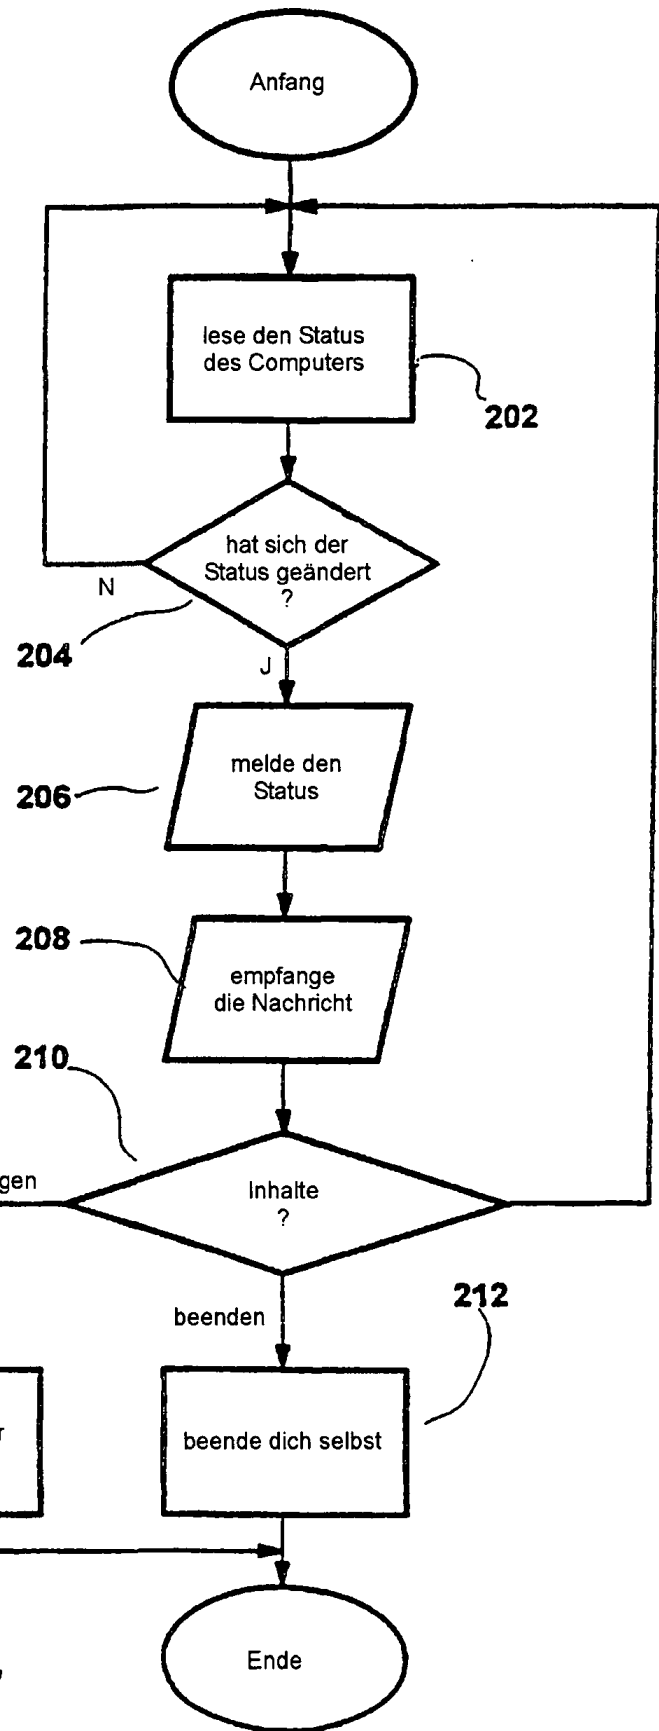 Anfang
lese den Status
des Computers
202
hat sich der
Status geändert
?
N
204
J
melde den
Status
206
208
empfange
die Nachricht
210
Inhalte
?
beenden
212
beende dich selbst
Ende